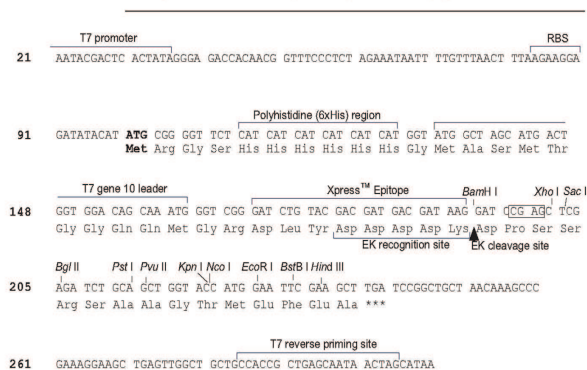 T7 promoter RBS
21 AATACGACTC ACTATAGGGA GACCACAACG GTTTCCCTCT AGAAATAATT TTGTTTAACT TTAAGAAGGA
Polyhistidine (6xHis) region
91 GATATACAT ATG CGG GGT TCT CAT CAT CAT CAT CAT CAT GGT ATG GCT AGC ATG ACT
Met Arg Gly Ser His His His His His His Gly Met Ala Ser Met Thr
T7 gene 10 leader Xpress™ Epitope BamH I Xho I Sac I
148 GGT GGA CAG CAA ATG GGT CGG GAT CTG TAC GAC GAT GAC GAT AAG GAT C CGAG C TCG
Gly Gly Gln Gln Met Gly Arg Asp Leu Tyr Asp Asp Asp Asp Lys Asp Pro Ser Ser
EK recognition site EK cleavage site
Bgl II Pst I Pvu II Kpn I Nco I EcoR I BstB I Hind III
205 AGA TCT GCA GCT GGT ACC ATG GAA TTC GAA GCT TGA TCCGGCTGCT AACAAAGCCC
Arg Ser Ala Ala Gly Thr Met Glu Phe Glu Ala ***
T7 reverse priming site
261 GAAAGGAAGC TGAGTTGGCT GCTGCCACCG CTGAGCAATA ACTAGCATAA